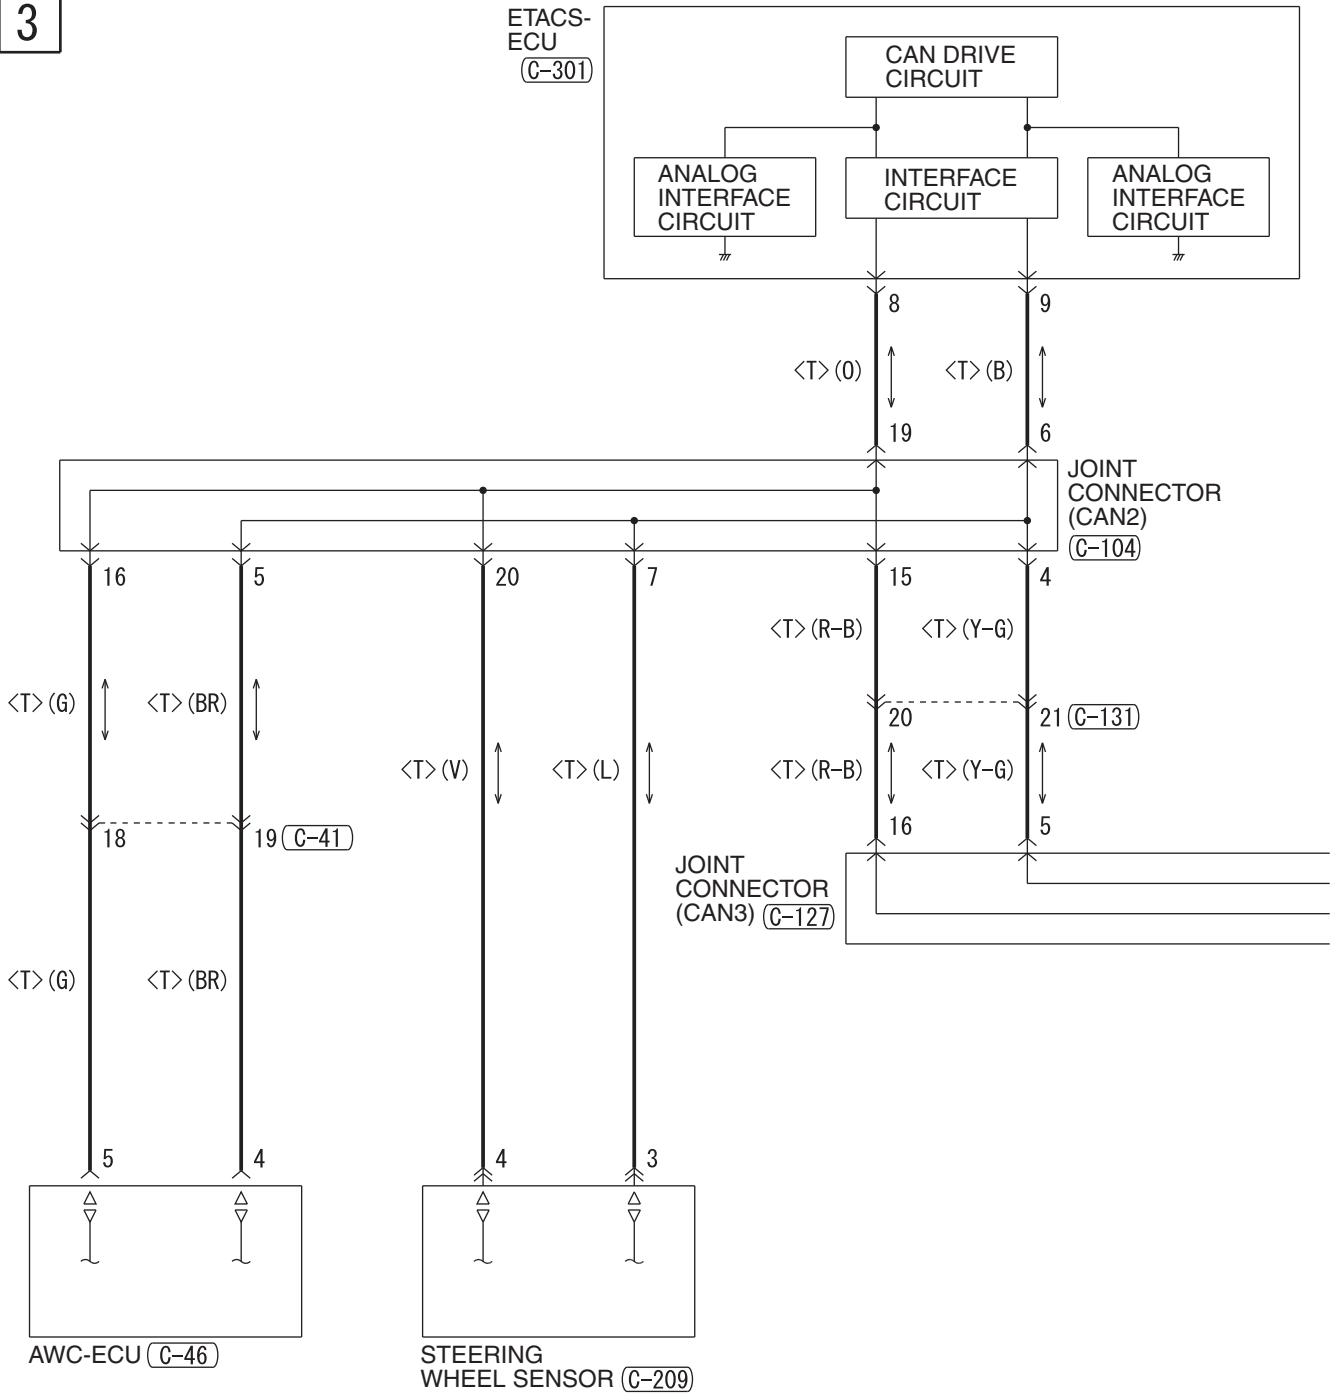 3
ETACS-
ECU
C-301
CAN DRIVE
CIRCUIT
ANALOG
INTERFACE
CIRCUIT
INTERFACE
CIRCUIT
ANALOG
INTERFACE
CIRCUIT
8
9
<T>(O)
<T>(B)
19
6
JOINT
CONNECTOR
(CAN2)
C-104
16
5
20
7
15
4
<T>(R-B)
<T>(Y-G)
<T>(G)
<T>(BR)
20
21 C-131
<T>(V)
<T>(L)
<T>(R-B)
<T>(Y-G)
18
19 C-41
16
5
JOINT
CONNECTOR
(CAN3) C-127
<T>(G)
<T>(BR)
5
4
4
3
AWC-ECU C-46
STEERING
WHEEL SENSOR C-209